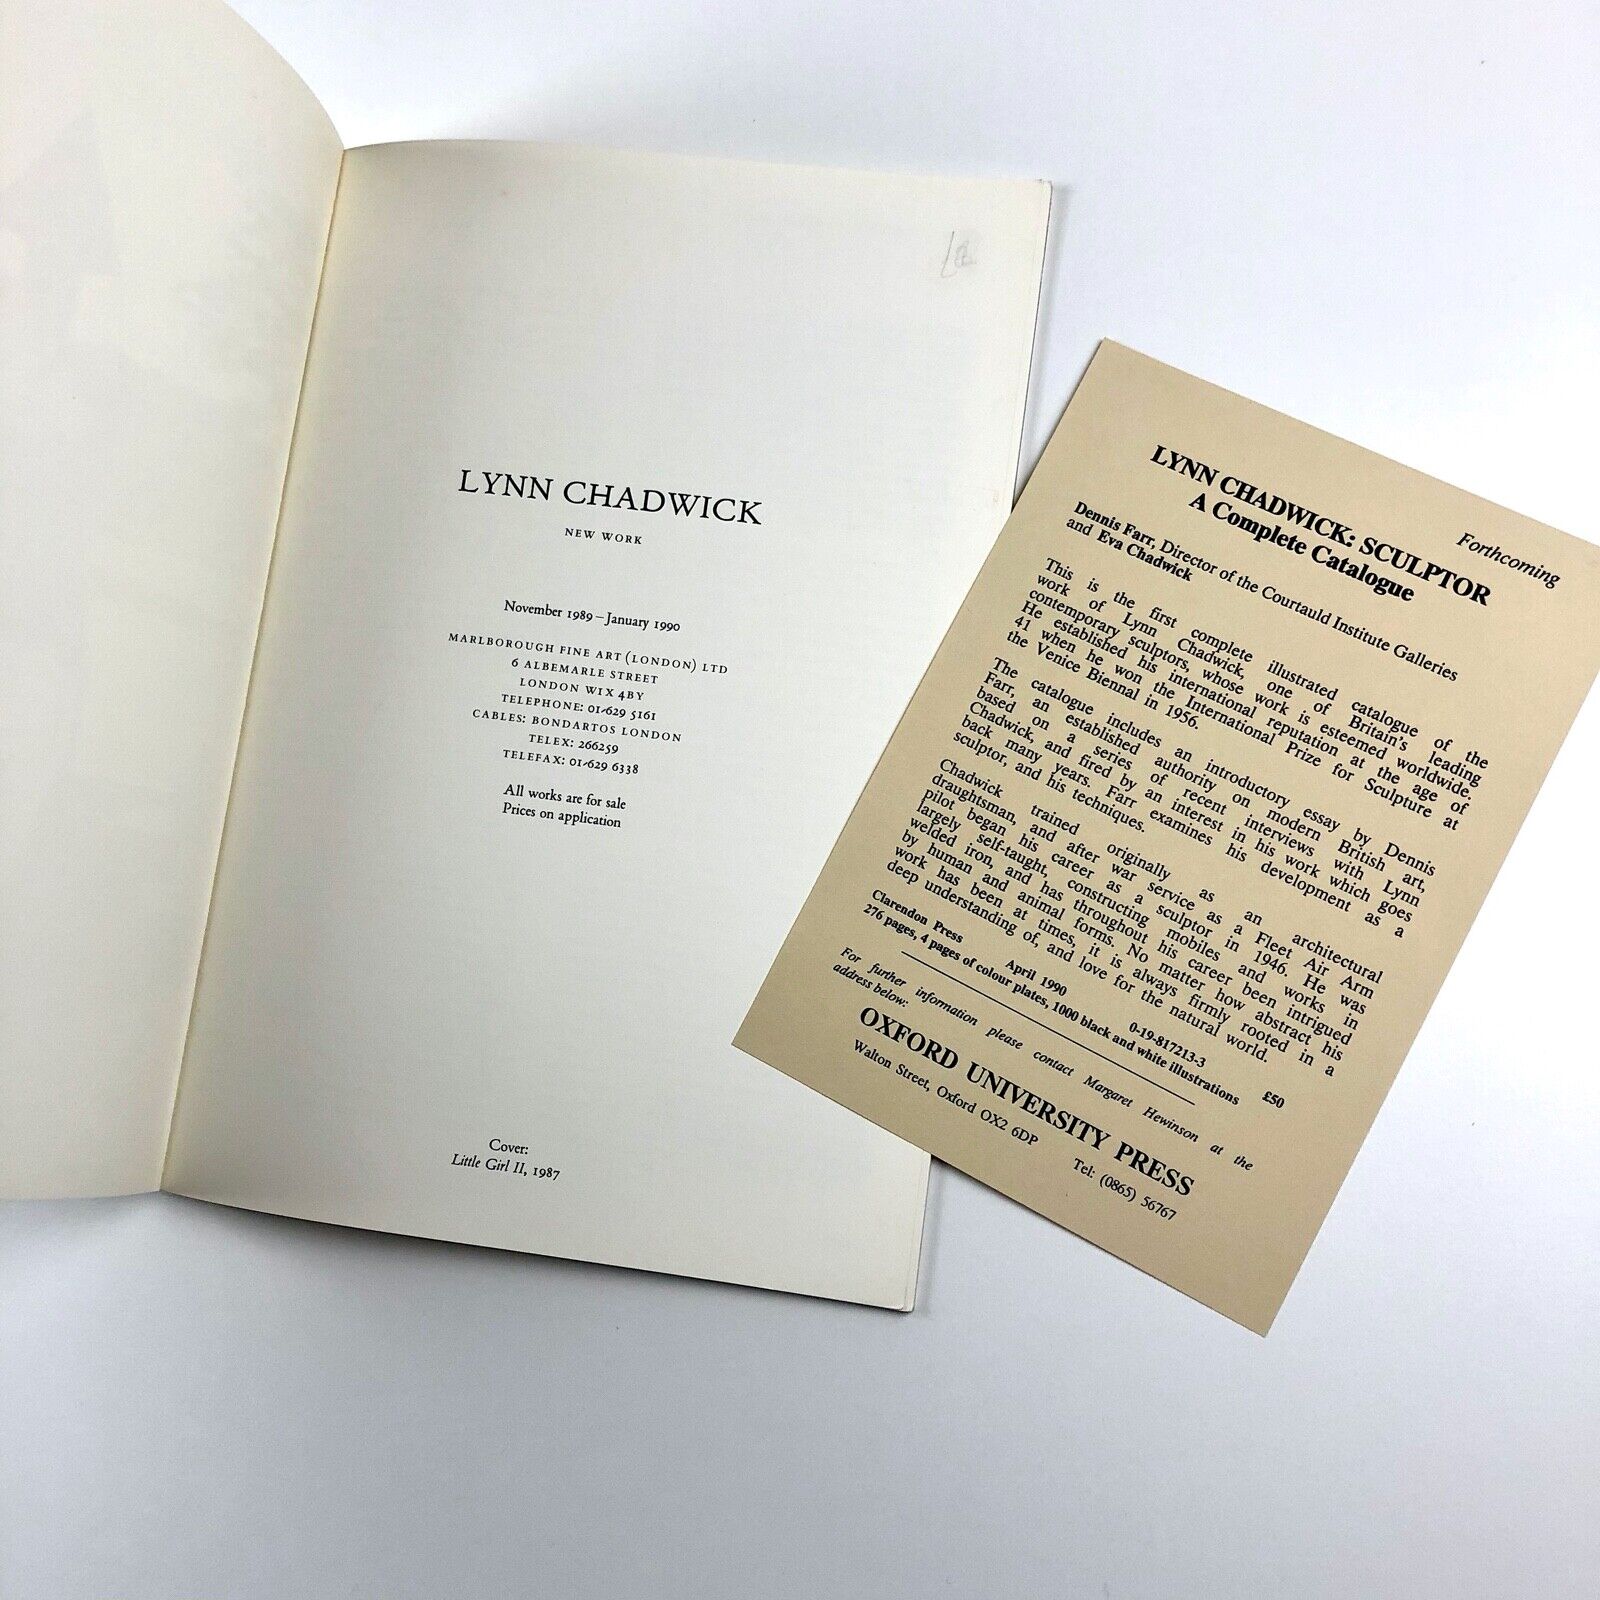 LYNN CHADWICK
NEW WORK
November 1989 – January 1990
MARLBOROUGH FINE ART (LONDON) LTD
6 ALBEMARLE STREET
LONDON W1X 4BY
TELEPHONE: 01-629 5161
CABLES: BONDARTOS LONDON
TELEX: 266259
TELEFAX: 01-629 6338
All works are for sale
Prices on application
Cover:
Little Girl II, 1987
Forthcoming
LYNN CHADWICK: SCULPTOR
A Complete Catalogue
Dennis Farr, Director of the Courtauld Institute Galleries
and Eva Chadwick
This is the first complete illustrated catalogue of the
work of Lynn Chadwick, one of Britain's leading
contemporary sculptors, whose work is esteemed worldwide.
He established his international reputation at the age of
41 when he won the International Prize for Sculpture at
the Venice Biennal in 1956.
The catalogue includes an introductory essay by Dennis
Farr, an established authority on modern British art,
based on a series of recent interviews with Lynn
Chadwick, and fired by an interest in his work which goes
back many years. Farr examines his development as a
sculptor, and his techniques.
Chadwick trained originally as an architectural
draughtsman, and after war service as a Fleet Air Arm
pilot began his career as a sculptor in 1946. He was
largely self-taught, constructing mobiles and works in
welded iron, and has throughout his career been intrigued
by human and animal forms. No matter how abstract his
work has been at times, it is always firmly rooted in a
deep understanding of, and love for the natural world.
Clarendon Press April 1990 0-19-817213-3 £50
276 pages, 4 pages of colour plates, 1000 black and white illustrations
For further information please contact Margaret Hewinson at the
address below:
OXFORD UNIVERSITY PRESS
Walton Street, Oxford OX2 6DP Tel: (0865) 56767